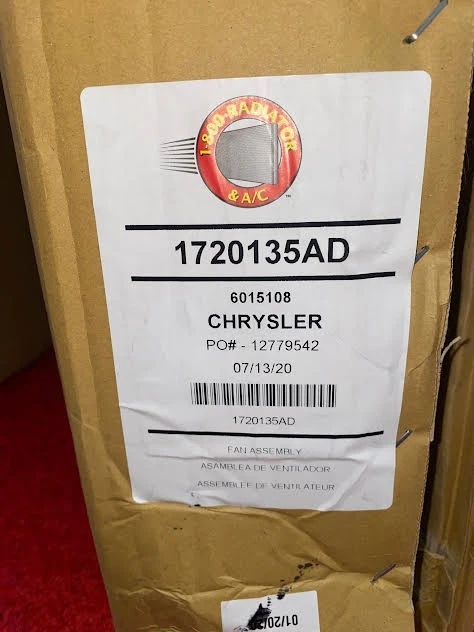 1-800-RADIATOR
& A/C
™
1720135AD
6015108
CHRYSLER
PO# - 12779542
07/13/20
1720135AD
FAN ASSEMBLY
ASAMBLEA DE VENTILADOR
ASSEMBLEE DE VENTILATEUR